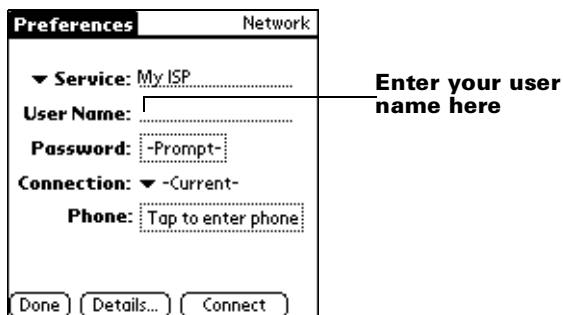 Preferences Network
Service: My ISP
User Name:
Enter your user
name here
Password: -Prompt-
Connection: -Current-
Phone: Tap to enter phone
Done Details... Connect